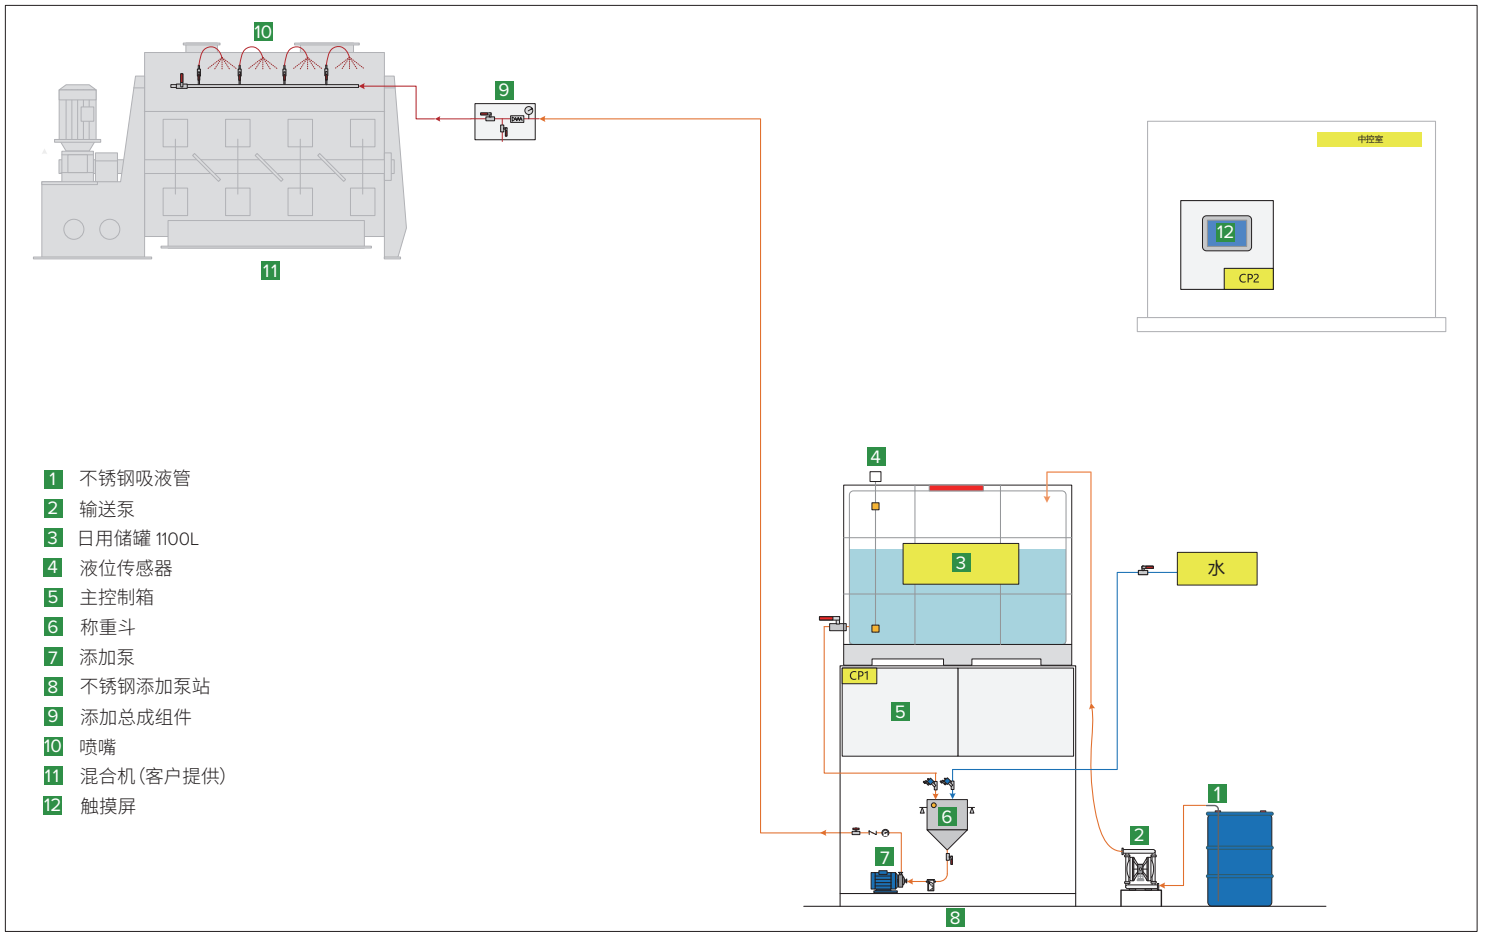 10
9
中控室
12
CP2
11
1 不锈钢吸液管
2 输送泵
3 日用储罐 1100L
4 液位传感器
5 主控制箱
6 称重斗
7 添加泵
8 不锈钢添加泵站
9 添加总成组件
10 喷嘴
11 混合机 (客户提供)
12 触摸屏
4
3
水
CP1
5
6
1
2
7
8